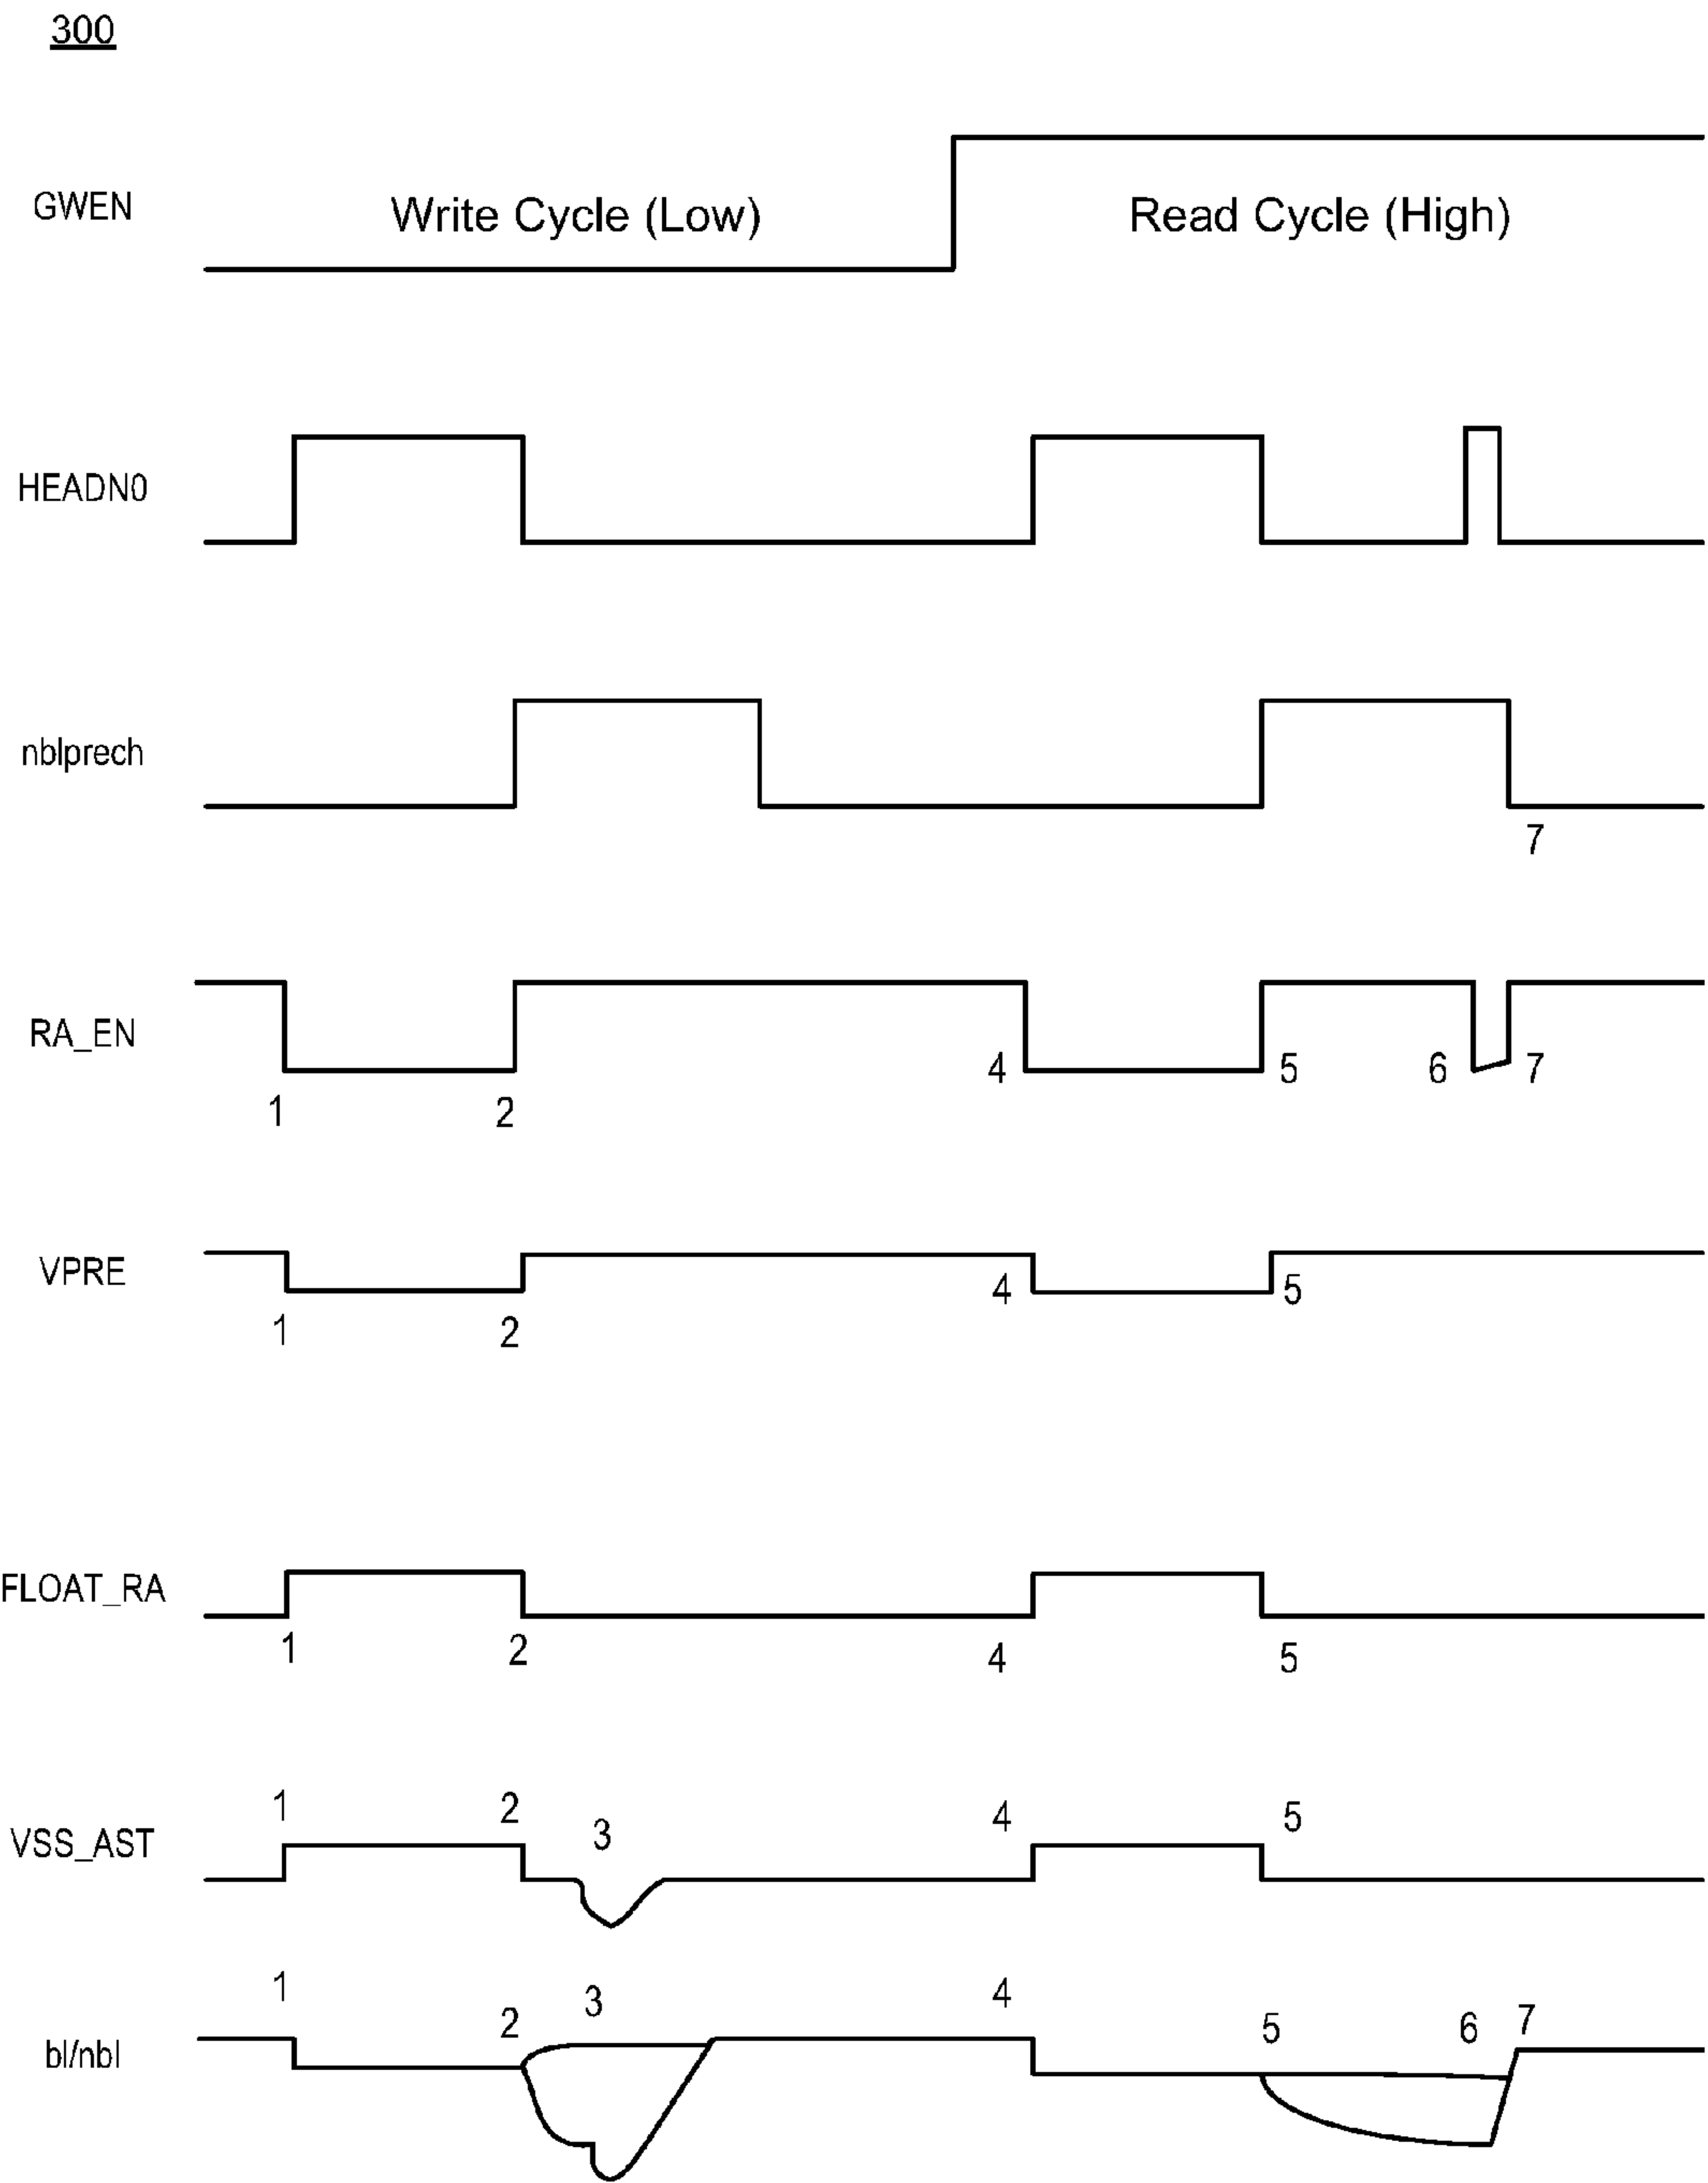 300
GWEN
Write Cycle (Low)
Read Cycle (High)
HEADN0
nblprech
7
RA_EN
4
5
6
7
1
2
VPRE
4
5
1
2
FLOAT_RA
1
2
4
5
VSS_AST
1
2
3
4
5
bl/nbl
1
2
3
4
5
6
7